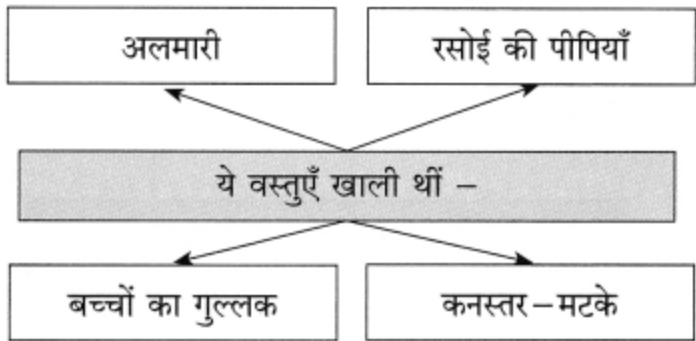 अलमारी
रसोई की पीपियाँ
ये वस्तुएँ खाली थीं –
बच्चों का गुल्लक
कनस्तर–मटके